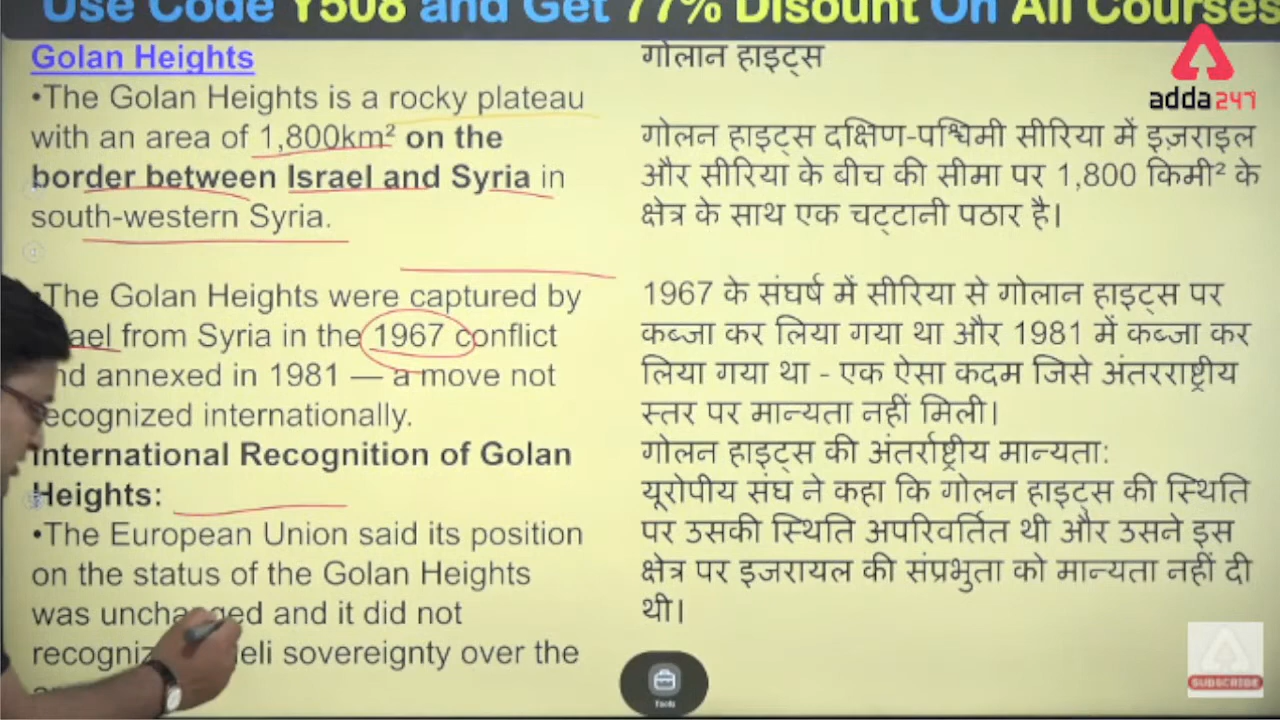 Use Code Y508 and Get 77% Discount On All Courses
Golan Heights
•The Golan Heights is a rocky plateau
with an area of 1,800km² on the
border between Israel and Syria in
south-western Syria.
•The Golan Heights were captured by
ael from Syria in the 1967 conflict
nd annexed in 1981 — a move not
ecognized internationally.
International Recognition of Golan
Heights:
•The European Union said its position
on the status of the Golan Heights
was unchanged and it did not
recogniz eli sovereignty over the
गोलान हाइट्स
गोलन हाइट्स दक्षिण-पश्चिमी सीरिया में इज़राइल
और सीरिया के बीच की सीमा पर 1,800 किमी² के
क्षेत्र के साथ एक चट्टानी पठार है।
1967 के संघर्ष में सीरिया से गोलान हाइट्स पर
कब्जा कर लिया गया था और 1981 में कब्जा कर
लिया गया था - एक ऐसा कदम जिसे अंतरराष्ट्रीय
स्तर पर मान्यता नहीं मिली।
गोलन हाइट्स की अंतर्राष्ट्रीय मान्यता:
यूरोपीय संघ ने कहा कि गोलन हाइट्स की स्थिति
पर उसकी स्थिति अपरिवर्तित थी और उसने इस
क्षेत्र पर इजरायल की संप्रभुता को मान्यता नहीं दी
थी।
adda247
Tools
SUBSCRIBE